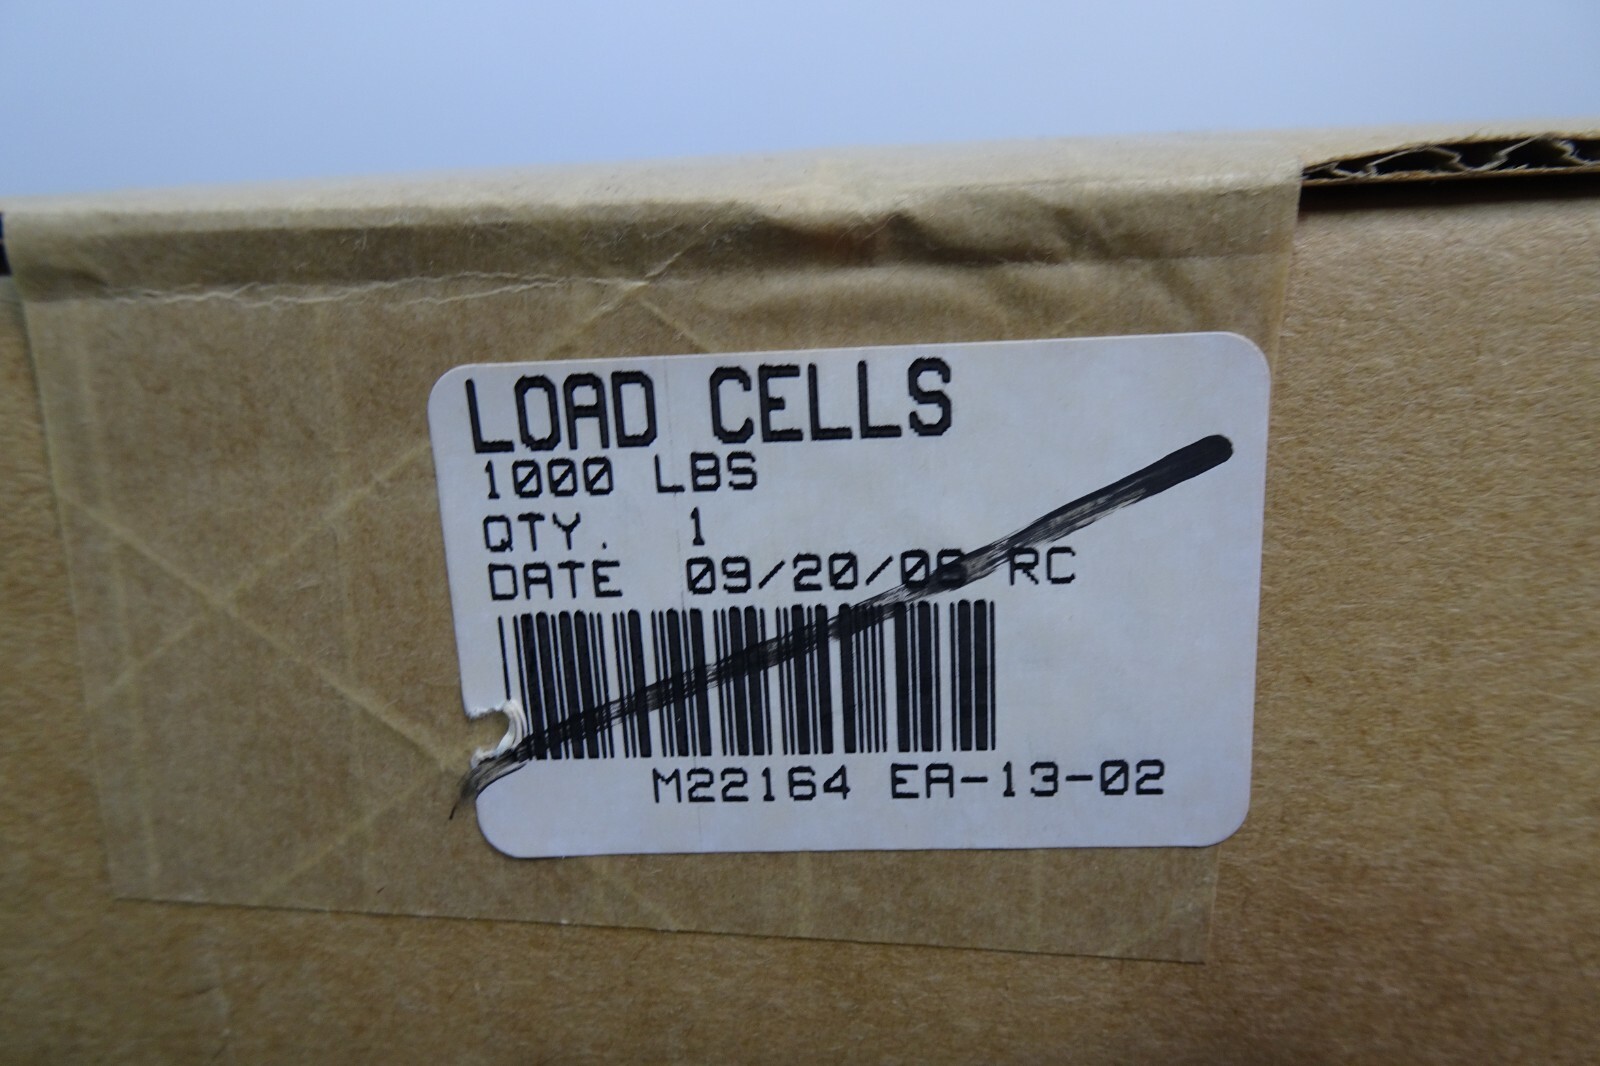 LOAD CELLS
1000 LBS
QTY. 1
DATE RC
M22164 EA-13-02